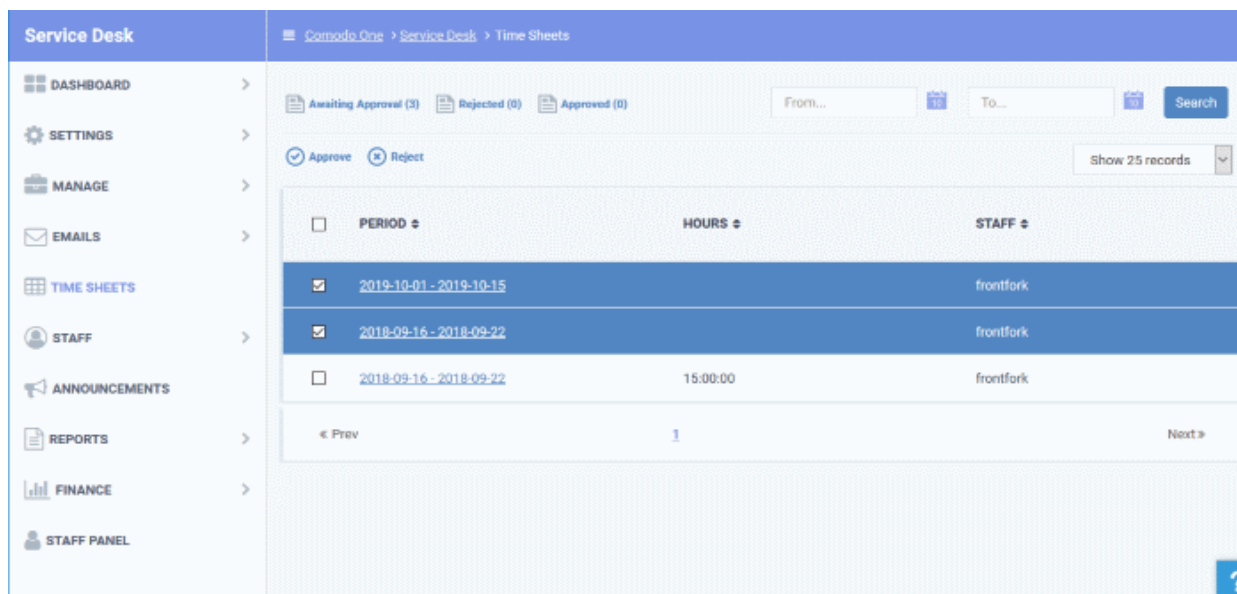 Service Desk
Comodo One > Service Desk > Time Sheets
DASHBOARD
SETTINGS
MANAGE
EMAILS
TIME SHEETS
STAFF
ANNOUNCEMENTS
REPORTS
FINANCE
STAFF PANEL
Awaiting Approval (3) Rejected (0) Approved (0) From... 10 To... 10 Search
Approve Reject Show 25 records
PERIOD HOURS STAFF
2019-10-01 - 2019-10-15 frontfork
2018-09-16 - 2018-09-22 frontfork
2018-09-16 - 2018-09-22 15:00:00 frontfork
« Prev 1 Next »
?